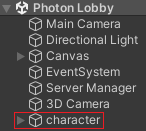 Photon Lobby
Main Camera
Directional Light
Canvas
EventSystem
Server Manager
3D Camera
character